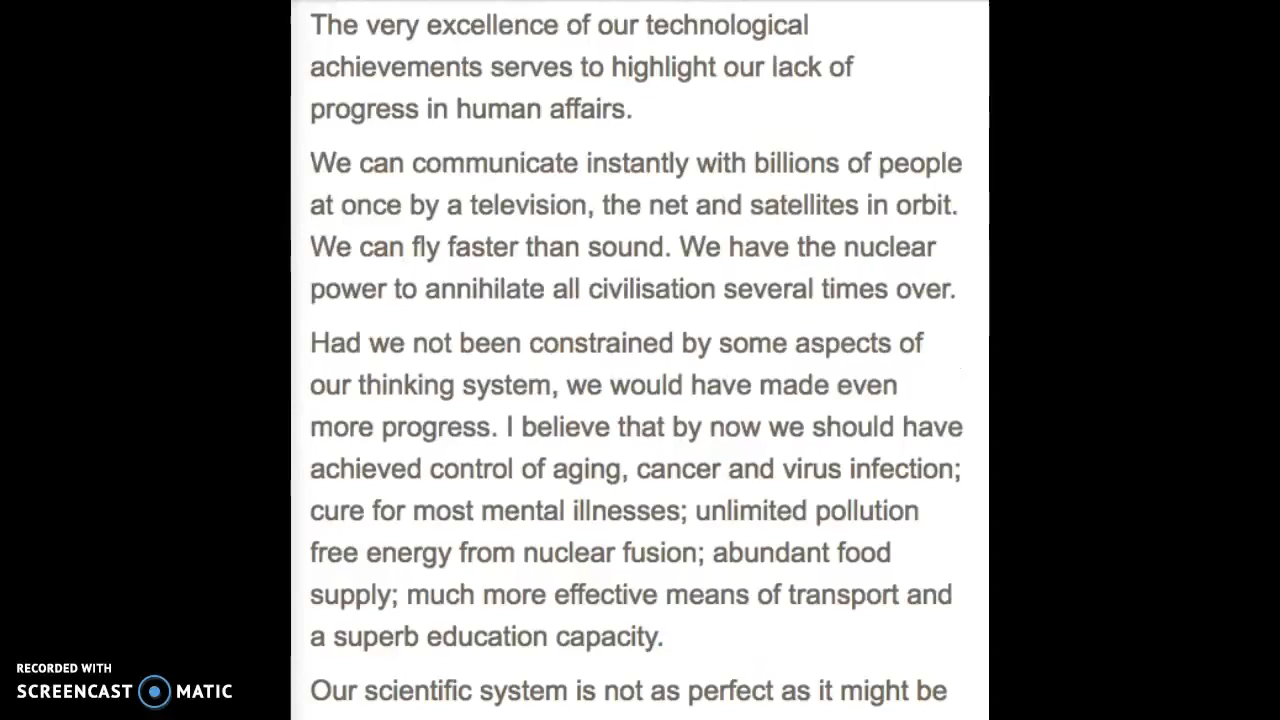 The very excellence of our technological
achievements serves to highlight our lack of
progress in human affairs.
We can communicate instantly with billions of people
at once by a television, the net and satellites in orbit.
We can fly faster than sound. We have the nuclear
power to annihilate all civilisation several times over.
Had we not been constrained by some aspects of
our thinking system, we would have made even
more progress. I believe that by now we should have
achieved control of aging, cancer and virus infection;
cure for most mental illnesses; unlimited pollution
free energy from nuclear fusion; abundant food
supply; much more effective means of transport and
a superb education capacity.
Our scientific system is not as perfect as it might be
RECORDED WITH
SCREENCAST MATIC